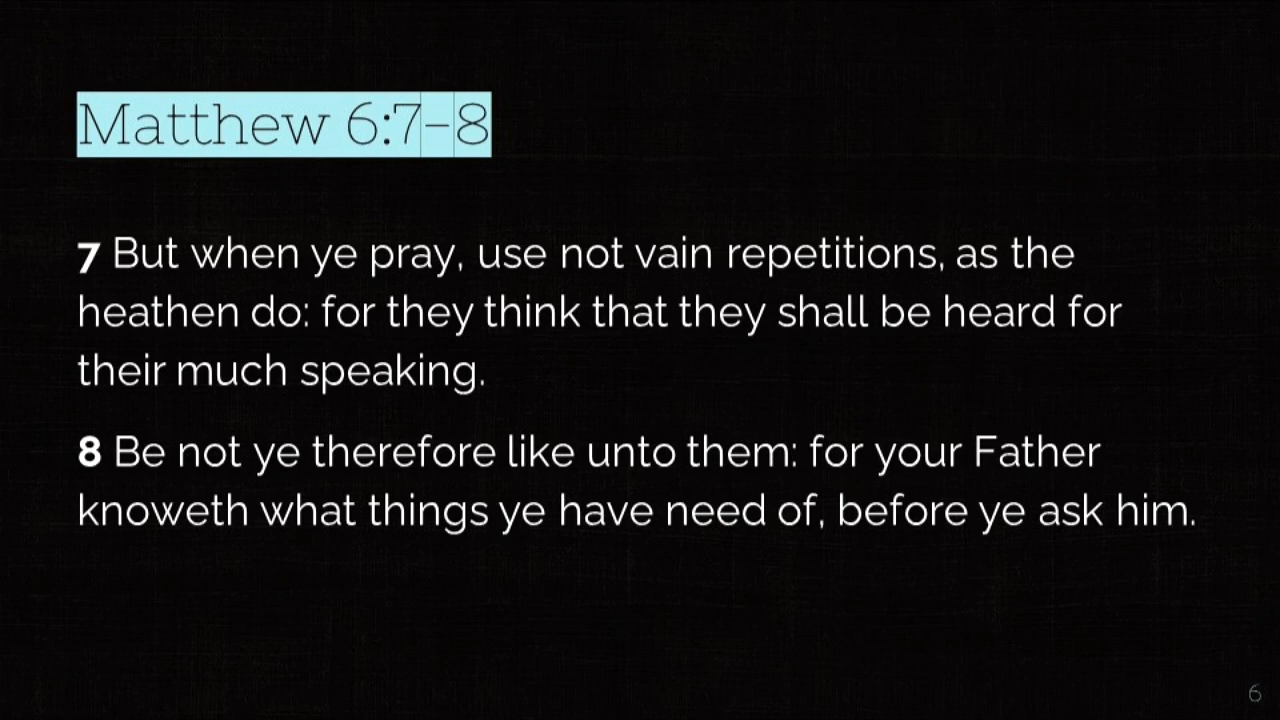 Matthew 6:7–8
7 But when ye pray, use not vain repetitions, as the
heathen do: for they think that they shall be heard for
their much speaking.
8 Be not ye therefore like unto them: for your Father
knoweth what things ye have need of, before ye ask him.
6